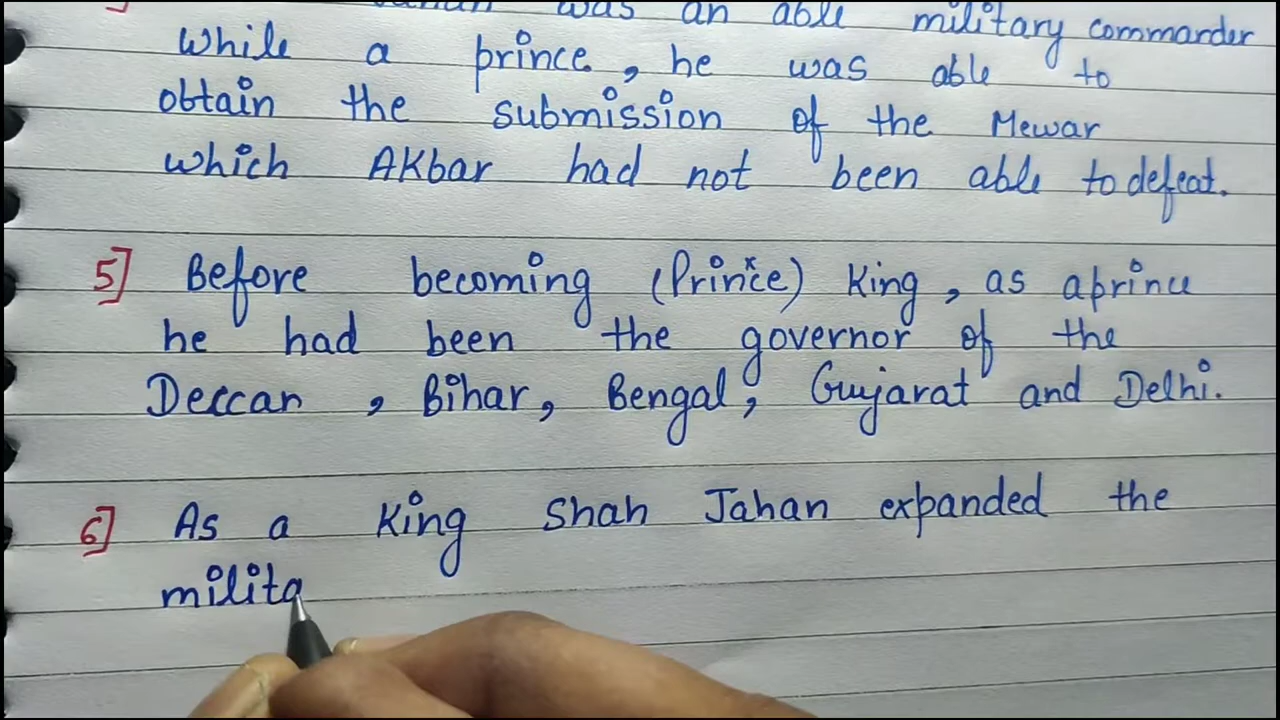 was an able military commander
While a prince, he was able to
obtain the submission of the Mewar
which Akbar had not been able to defeat.
5] Before becoming (Prince) King, as a prince
he had been the governor of the
Deccan, Bihar, Bengal, Gujarat and Delhi.
6] As a King Shah Jahan expanded the
milita